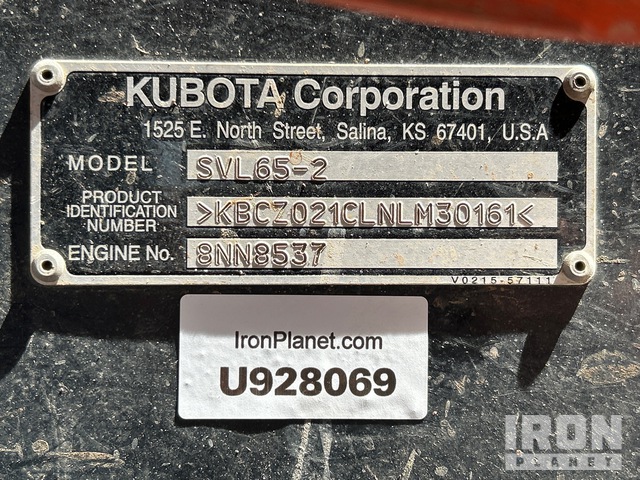 KUBOTA Corporation
1525 E. North Street, Salina, KS 67401, U.S.A
MODEL SVL65-2
PRODUCT IDENTIFICATION NUMBER >KBCZ021CLNLM30161<
ENGINE No. 8NN8537
V0215-57111
IronPlanet.com
U928069
IRON
PLANET